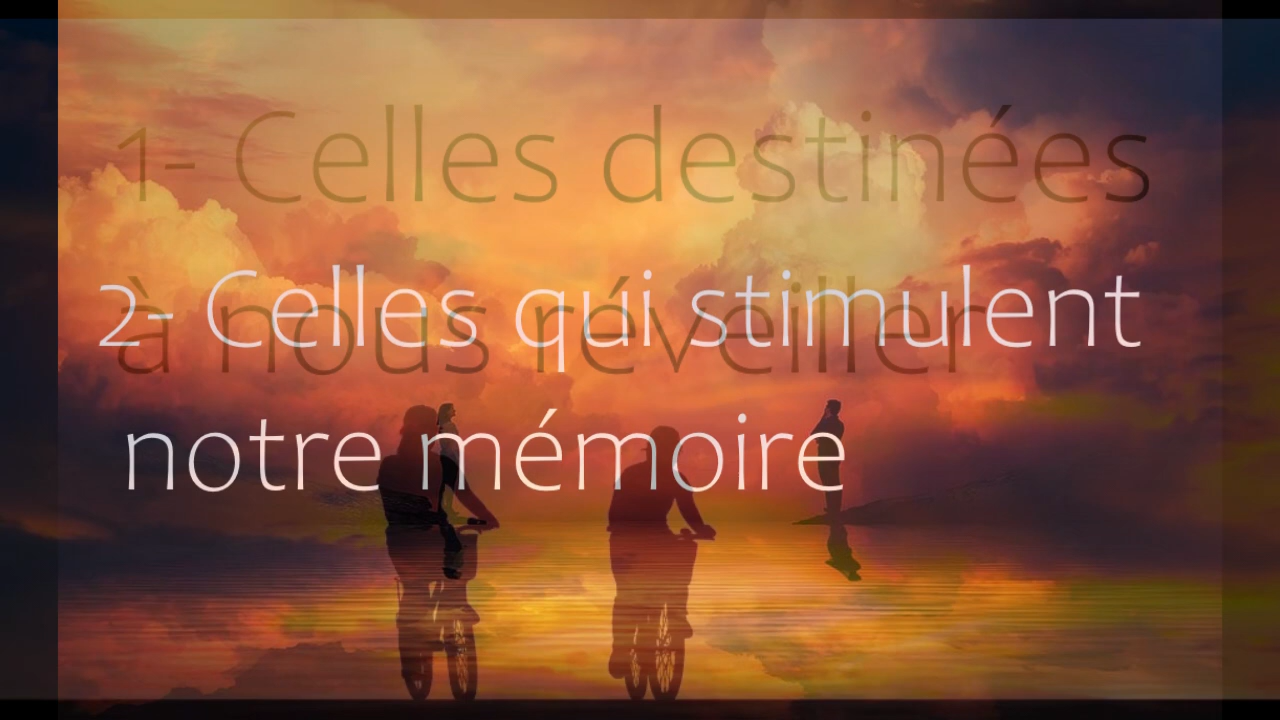 1- Celles destinées
à nous réveiller
2- Celles qui stimulent
notre mémoire